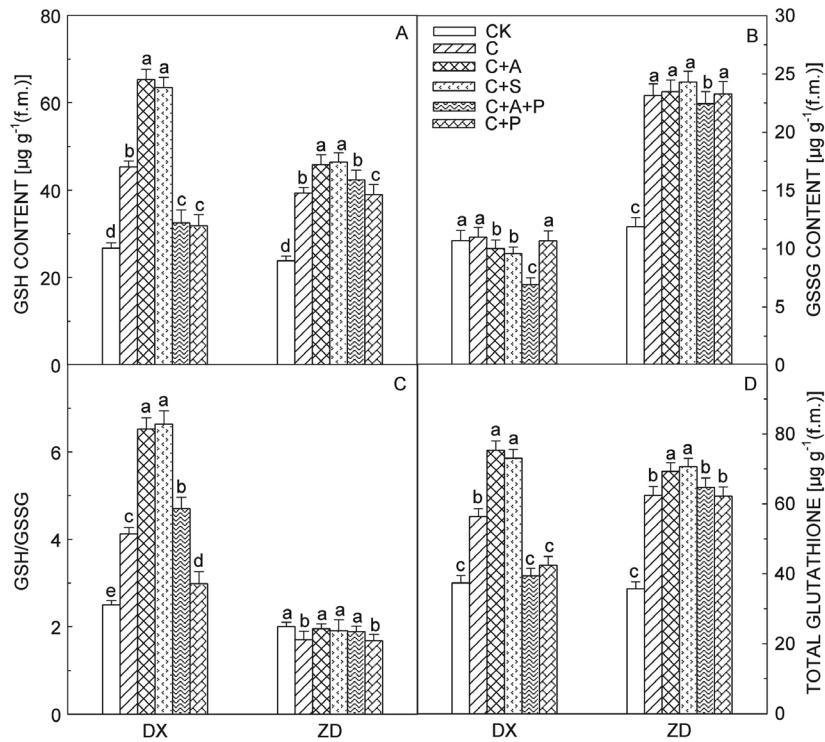 80
60
40
20
0
GSH CONTENT [µg g-1(f.m.)]
A
d
b
a
a
c
c
d
b
a
a
b
c
B
CK
C
C+A
C+S
C+A+P
C+P
a
a
b
b
c
a
c
a
a
a
b
a
30
25
20
15
10
5
0
GSSG CONTENT [µg g-1(f.m.)]
6
4
2
0
GSH/GSSG
C
e
c
a
a
b
d
a
b
a
a
a
b
DX
ZD
D
c
b
a
a
c
c
c
b
a
a
b
b
DX
ZD
80
60
40
20
0
TOTAL GLUTATHIONE [µg g-1(f.m.)]